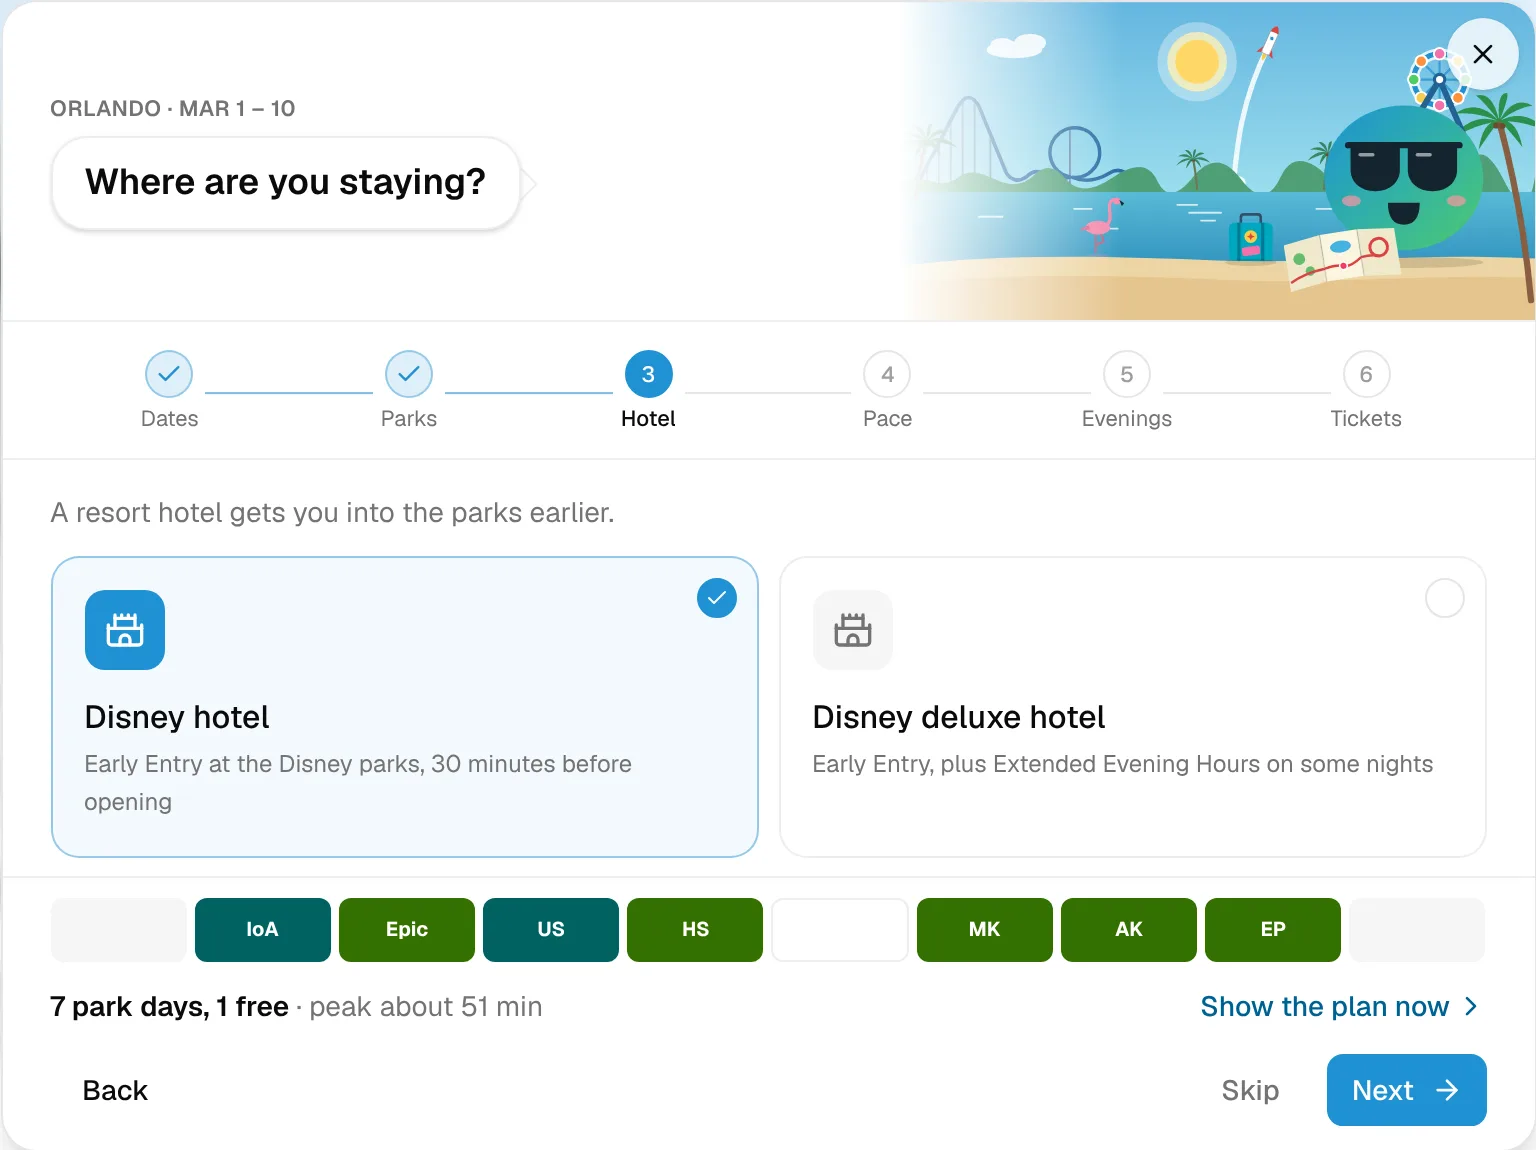 ORLANDO · MAR 1 – 10
Where are you staying?
3
4
5
6
Dates
Parks
Hotel
Pace
Evenings
Tickets
A resort hotel gets you into the parks earlier.
Disney hotel
Early Entry at the Disney parks, 30 minutes before
opening
Disney deluxe hotel
Early Entry, plus Extended Evening Hours on some nights
IoA
Epic
US
HS
MK
AK
EP
7 park days, 1 free · peak about 51 min
Show the plan now
Back
Skip
Next